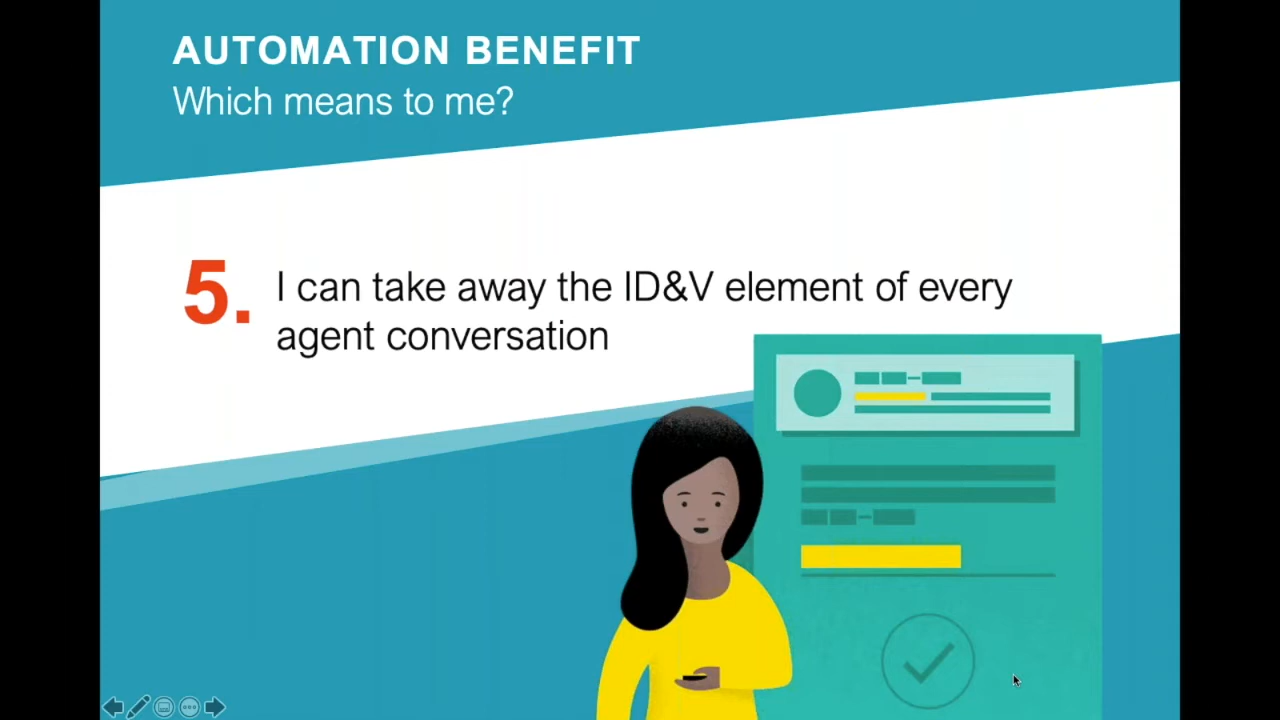 AUTOMATION BENEFIT
Which means to me?
5. I can take away the ID&V element of every
agent conversation